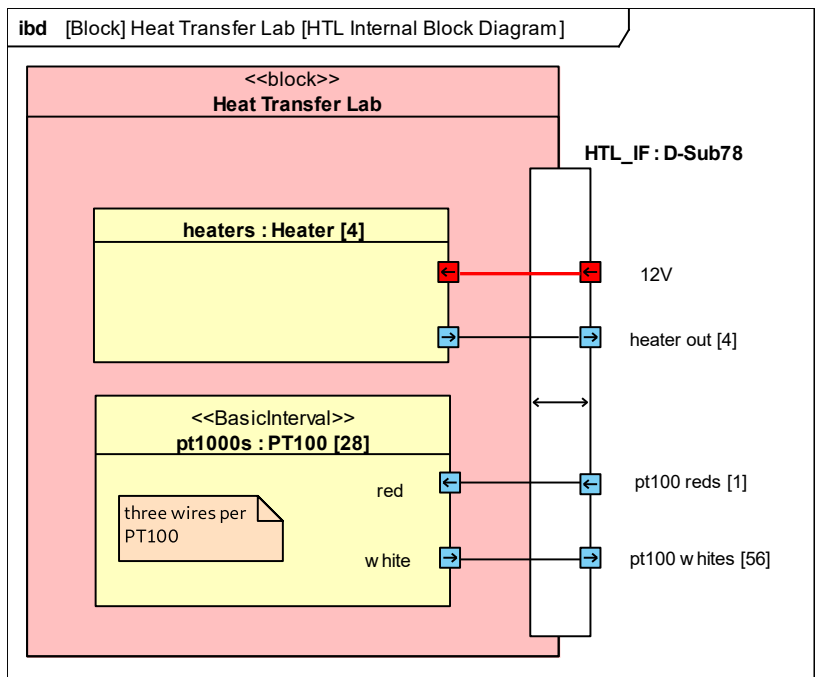 ibd [Block] Heat Transfer Lab [HTL Internal Block Diagram]
<<block>>
Heat Transfer Lab
HTL_IF : D-Sub78
heaters : Heater [4]
12V
heater out [4]
<<BasicInterval>>
pt1000s : PT100 [28]
red
pt100 reds [1]
three wires per
PT100
white
pt100 whites [56]